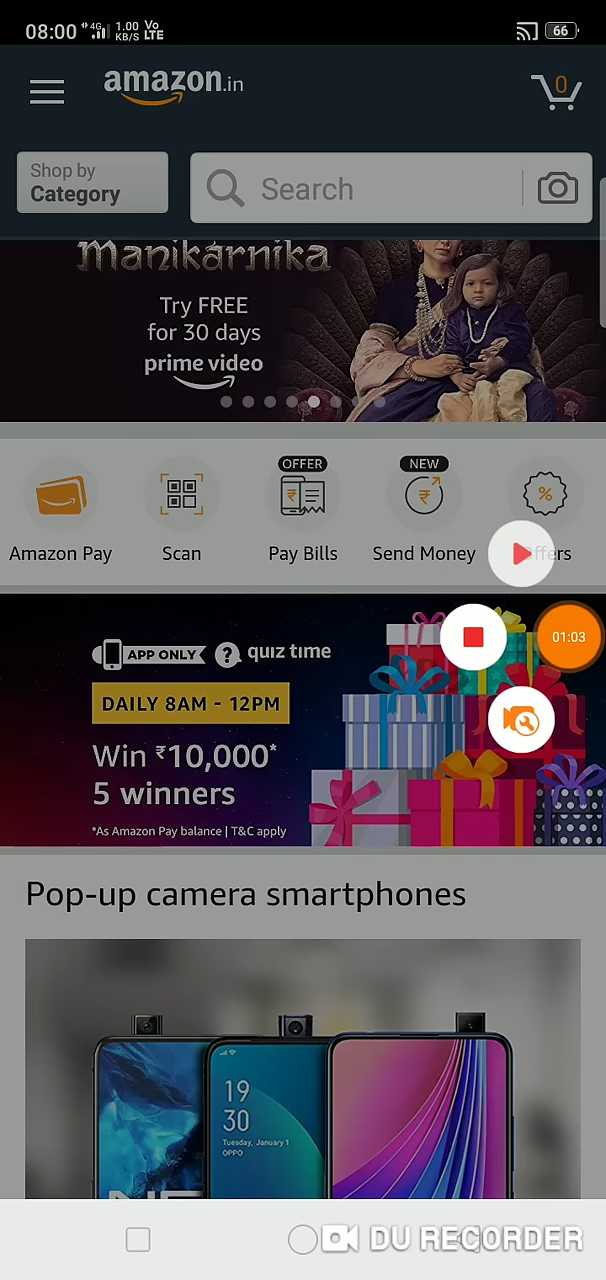 08:00 4G 1.00 KB/S Vo LTE 66
amazon.in 0
Shop by
Category
Search
Manikarnika
Try FREE
for 30 days
prime video
OFFER NEW
Amazon Pay Scan Pay Bills Send Money ffers
APP ONLY ? quiz time
DAILY 8AM - 12PM
01:03
Win ₹10,000*
5 winners
*As Amazon Pay balance | T&C apply
Pop-up camera smartphones
19
30
Tuesday, January 1
OPPO
DU RECORDER